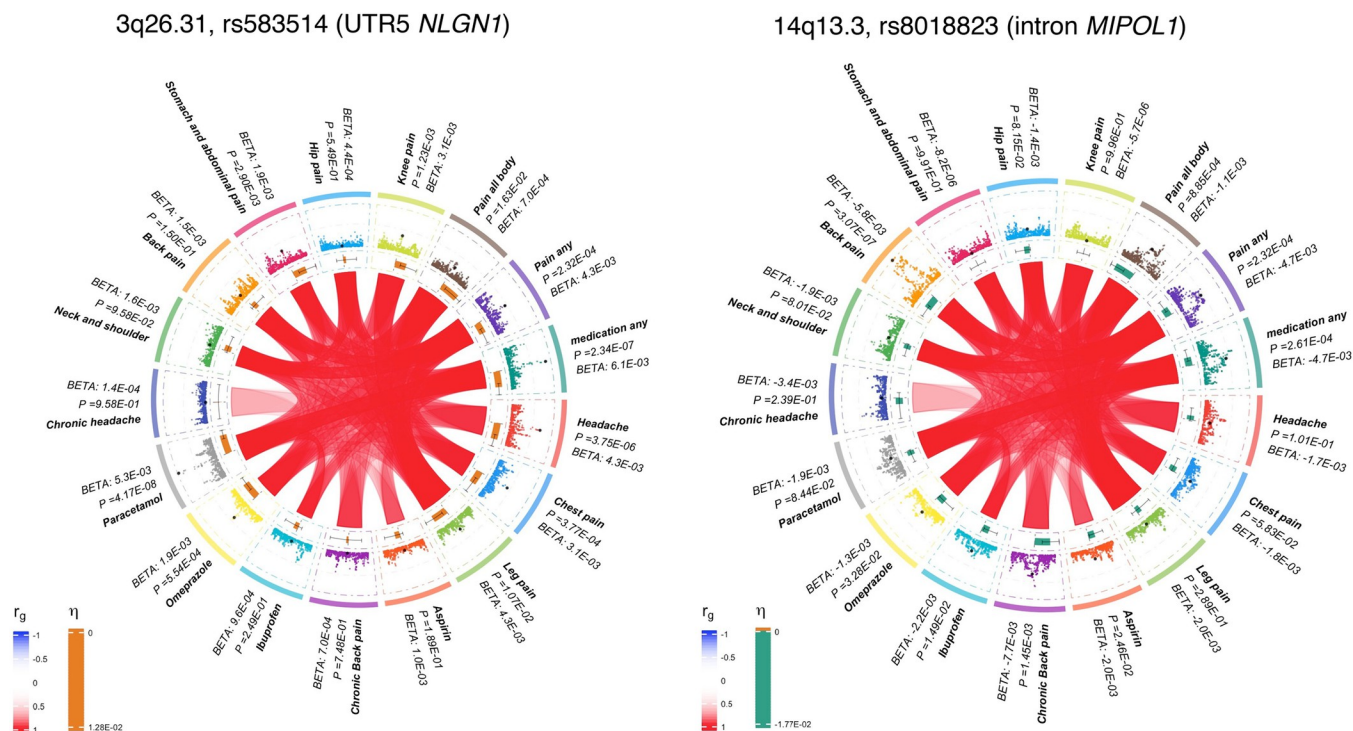 3q26.31, rs583514 (UTR5 NLGN1)
Stomach and abdominal pain
P =2.90E-03
BETA: 1.9E-03
Hip pain
P =5.49E-01
BETA: 4.4E-04
Knee pain
P =1.23E-03
BETA: 3.1E-03
Pain all body
P =1.63E-02
BETA: 7.0E-04
Pain any
P =2.32E-04
BETA: 4.3E-03
medication any
P =2.34E-07
BETA: 6.1E-03
Headache
P =3.75E-06
BETA: 4.3E-03
Chest pain
P =3.77E-04
BETA: 3.1E-03
Leg pain
P =1.07E-02
BETA: 4.3E-03
Aspirin
P =1.89E-01
BETA: 1.0E-03
Chronic Back pain
P =7.48E-01
BETA: 7.0E-04
Ibuprofen
P =2.49E-01
BETA: 9.6E-04
Omeprazole
P =5.54E-04
BETA: 1.9E-03
BETA: 5.3E-03
P =4.17E-08
Paracetamol
BETA: 1.4E-04
P =9.58E-01
Chronic headache
BETA: 1.6E-03
P =9.58E-02
Neck and shoulder
BETA: 1.5E-03
P =1.50E-01
Back pain
rg
-1
-0.5
0
0.5
1
η
0
1.28E-02
14q13.3, rs8018823 (intron MIPOL1)
Stomach and abdominal pain
P =9.91E-01
BETA: -8.2E-06
Hip pain
P =8.15E-02
BETA: -1.4E-03
Knee pain
P =9.96E-01
BETA: -5.7E-06
Pain all body
P =8.85E-04
BETA: -1.1E-03
Pain any
P =2.32E-04
BETA: -4.7E-03
medication any
P =2.61E-04
BETA: -4.7E-03
Headache
P =1.01E-01
BETA: -1.7E-03
Chest pain
P =5.83E-02
BETA: -1.8E-03
Leg pain
P =2.89E-01
BETA: -2.0E-03
Aspirin
P =2.46E-02
BETA: -2.0E-03
Chronic Back pain
P =1.45E-03
BETA: -7.7E-03
Ibuprofen
P =1.49E-02
BETA: -2.2E-03
Omeprazole
P =3.28E-02
BETA: -1.3E-03
BETA: -1.9E-03
P =8.44E-02
Paracetamol
BETA: -3.4E-03
P =2.39E-01
Chronic headache
BETA: -1.9E-03
P =8.01E-02
Neck and shoulder
BETA: -5.8E-03
P =3.07E-07
Back pain
rg
-1
-0.5
0
0.5
1
η
0
-1.77E-02